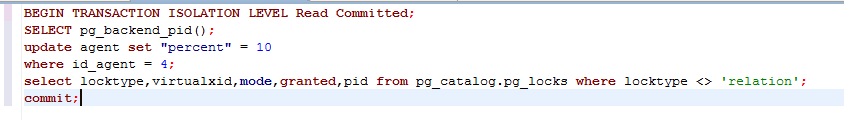 BEGIN TRANSACTION ISOLATION LEVEL Read Committed;
SELECT pg_backend_pid();
update agent set "percent" = 10
where id_agent = 4;
select locktype,virtualxid,mode,granted,pid from pg_catalog.pg_locks where locktype <> 'relation';
commit;